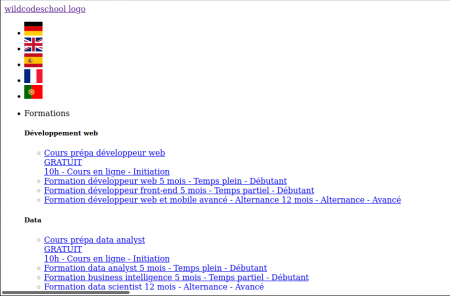 wildcodeschool logo
Formations
Développement web
Cours prépa développeur web
GRATUIT
10h - Cours en ligne - Initiation
Formation développeur web 5 mois - Temps plein - Débutant
Formation développeur front-end 5 mois - Temps partiel - Débutant
Formation développeur web et mobile avancé - Alternance 12 mois - Alternance - Avancé
Data
Cours prépa data analyst
GRATUIT
10h - Cours en ligne - Initiation
Formation data analyst 5 mois - Temps plein - Débutant
Formation business intelligence 5 mois - Temps partiel - Débutant
Formation data scientist 12 mois - Alternance - Avancé